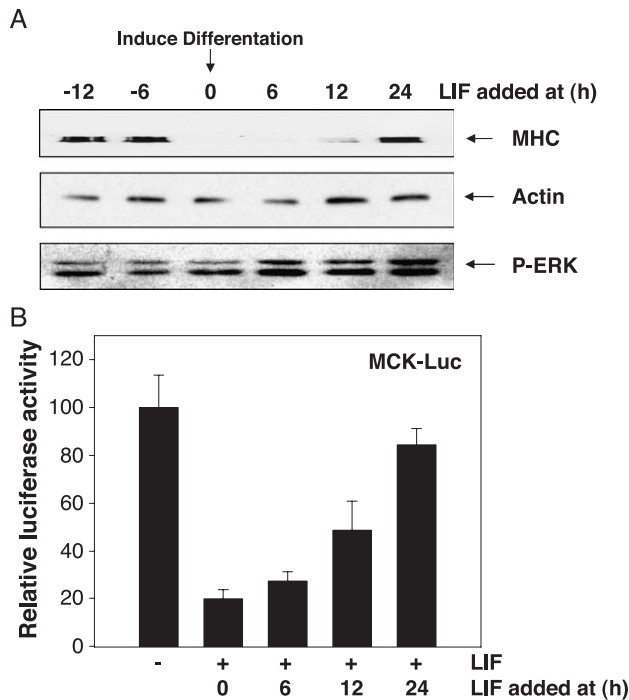 A
Induce Differentation
-12 -6 0 6 12 24 LIF added at (h)
MHC
Actin
P-ERK
B
Relative luciferase activity
120
100
80
60
40
20
0
MCK-Luc
- + + + + LIF
0 6 12 24 LIF added at (h)